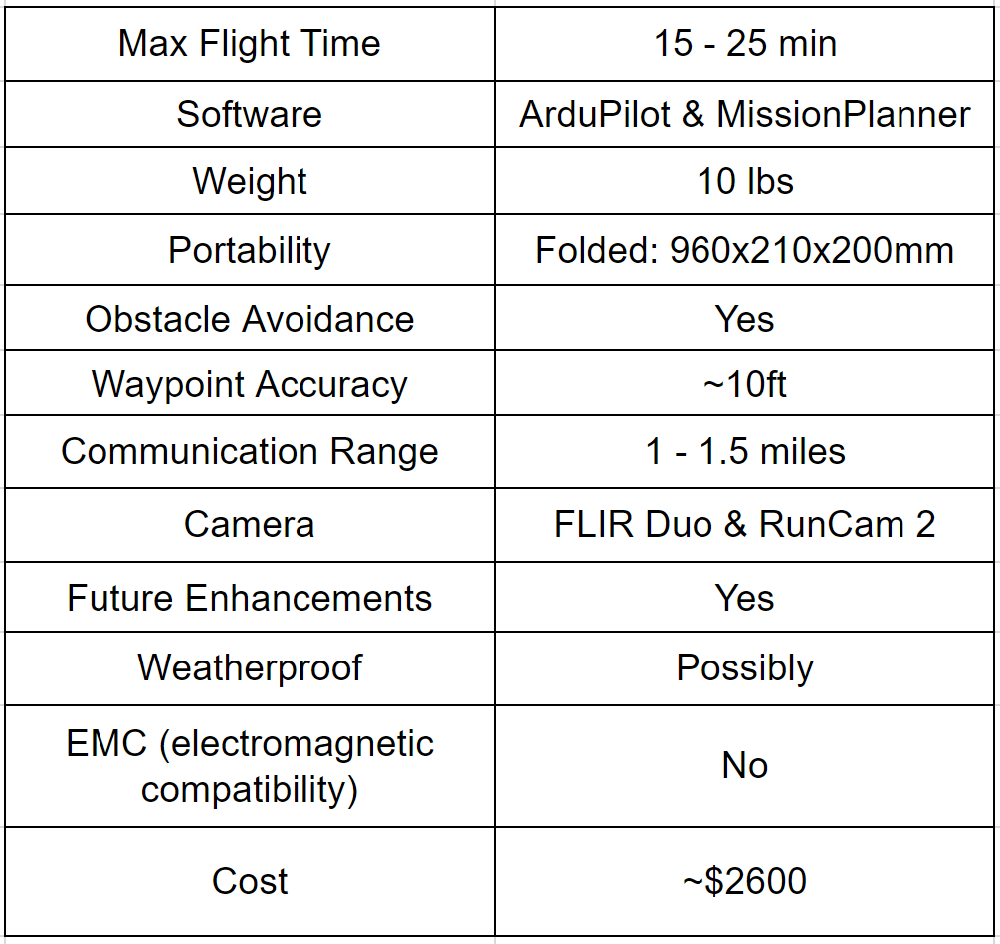 Max Flight Time 15 - 25 min
Software ArduPilot & MissionPlanner
Weight 10 lbs
Portability Folded: 960x210x200mm
Obstacle Avoidance Yes
Waypoint Accuracy ~10ft
Communication Range 1 - 1.5 miles
Camera FLIR Duo & RunCam 2
Future Enhancements Yes
Weatherproof Possibly
EMC (electromagnetic
compatibility) No
Cost ~$2600